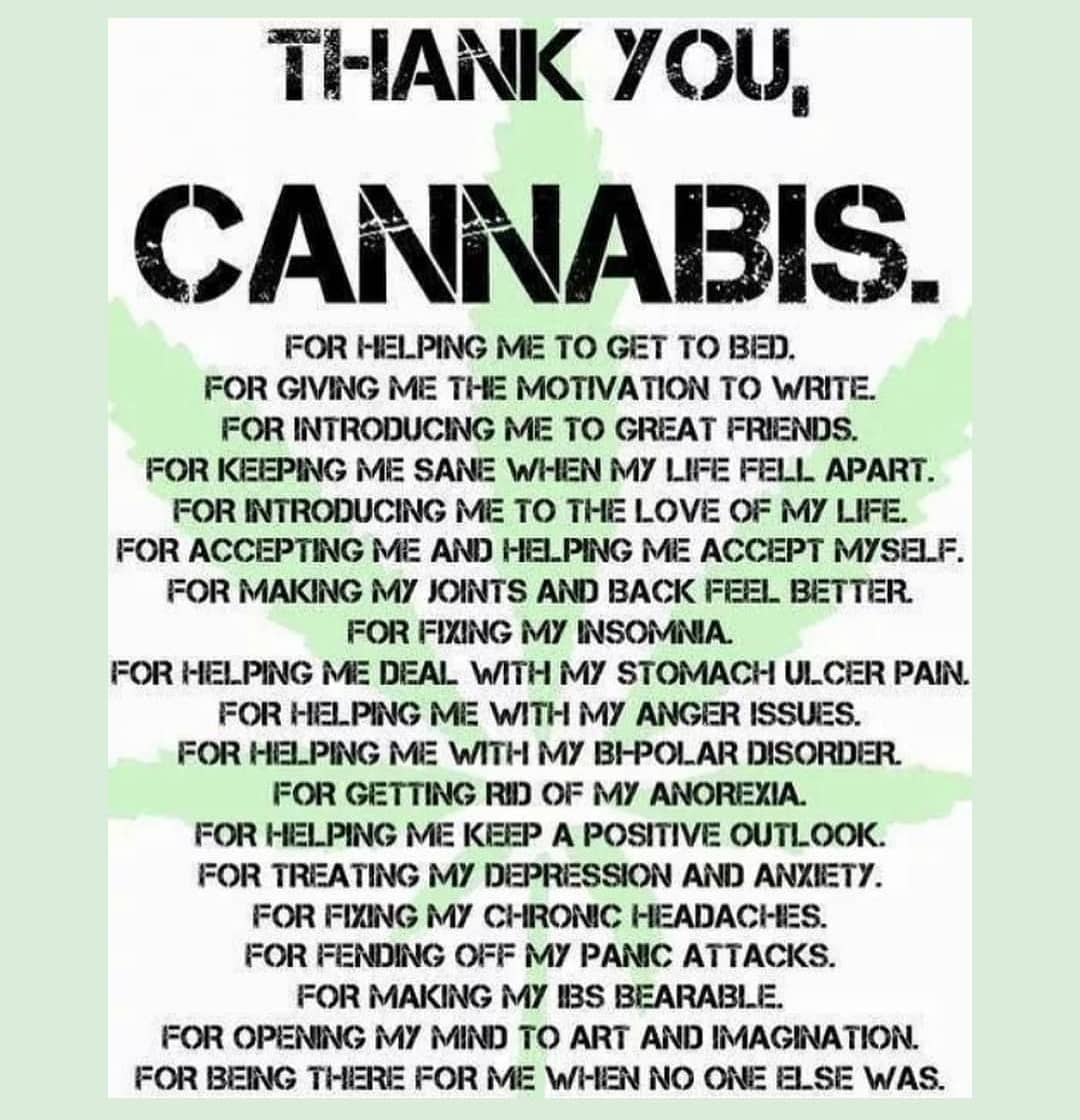 THANK YOU,
CANNABIS.
FOR HELPING ME TO GET TO BED.
FOR GIVING ME THE MOTIVATION TO WRITE.
FOR INTRODUCING ME TO GREAT FRIENDS.
FOR KEEPING ME SANE WHEN MY LIFE FELL APART.
FOR INTRODUCING ME TO THE LOVE OF MY LIFE.
FOR ACCEPTING ME AND HELPING ME ACCEPT MYSELF.
FOR MAKING MY JOINTS AND BACK FEEL BETTER.
FOR FIXING MY INSOMNIA.
FOR HELPING ME DEAL WITH MY STOMACH ULCER PAIN.
FOR HELPING ME WITH MY ANGER ISSUES.
FOR HELPING ME WITH MY BI-POLAR DISORDER.
FOR GETTING RID OF MY ANOREXIA.
FOR HELPING ME KEEP A POSITIVE OUTLOOK.
FOR TREATING MY DEPRESSION AND ANXIETY.
FOR FIXING MY CHRONIC HEADACHES.
FOR FENDING OFF MY PANIC ATTACKS.
FOR MAKING MY IBS BEARABLE.
FOR OPENING MY MIND TO ART AND IMAGINATION.
FOR BEING THERE FOR ME WHEN NO ONE ELSE WAS.